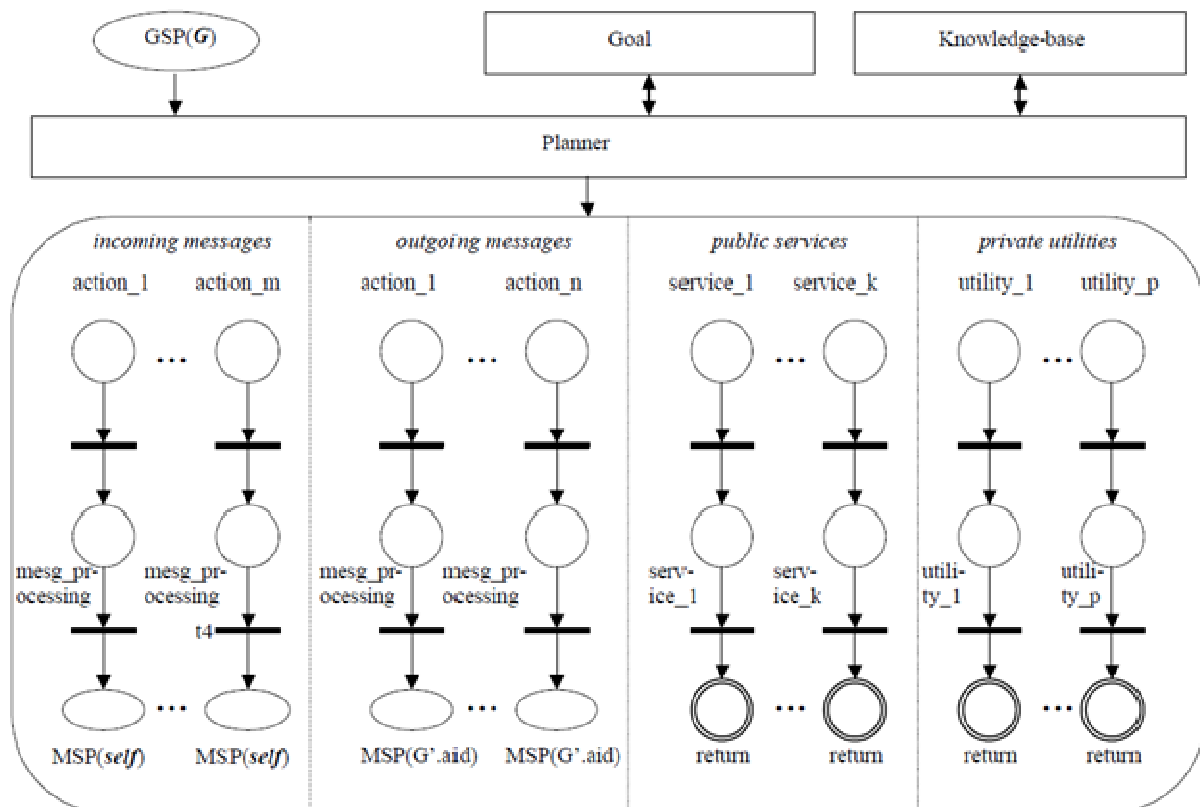 GSP(G)
Goal
Knowledge-base
Planner
incoming messages
outgoing messages
public services
private utilities
action_1
action_m
action_1
action_n
service_1
service_k
utility_1
utility_p
...
...
...
...
mesg_pr-
ocessing
mesg_pr-
ocessing
mesg_pr-
ocessing
mesg_pr-
ocessing
serv-
ice_1
serv-
ice_k
utili-
ty_1
utili-
ty_p
t4
...
...
...
...
MSP(self)
MSP(self)
MSP(G'.aid)
MSP(G'.aid)
return
return
return
return